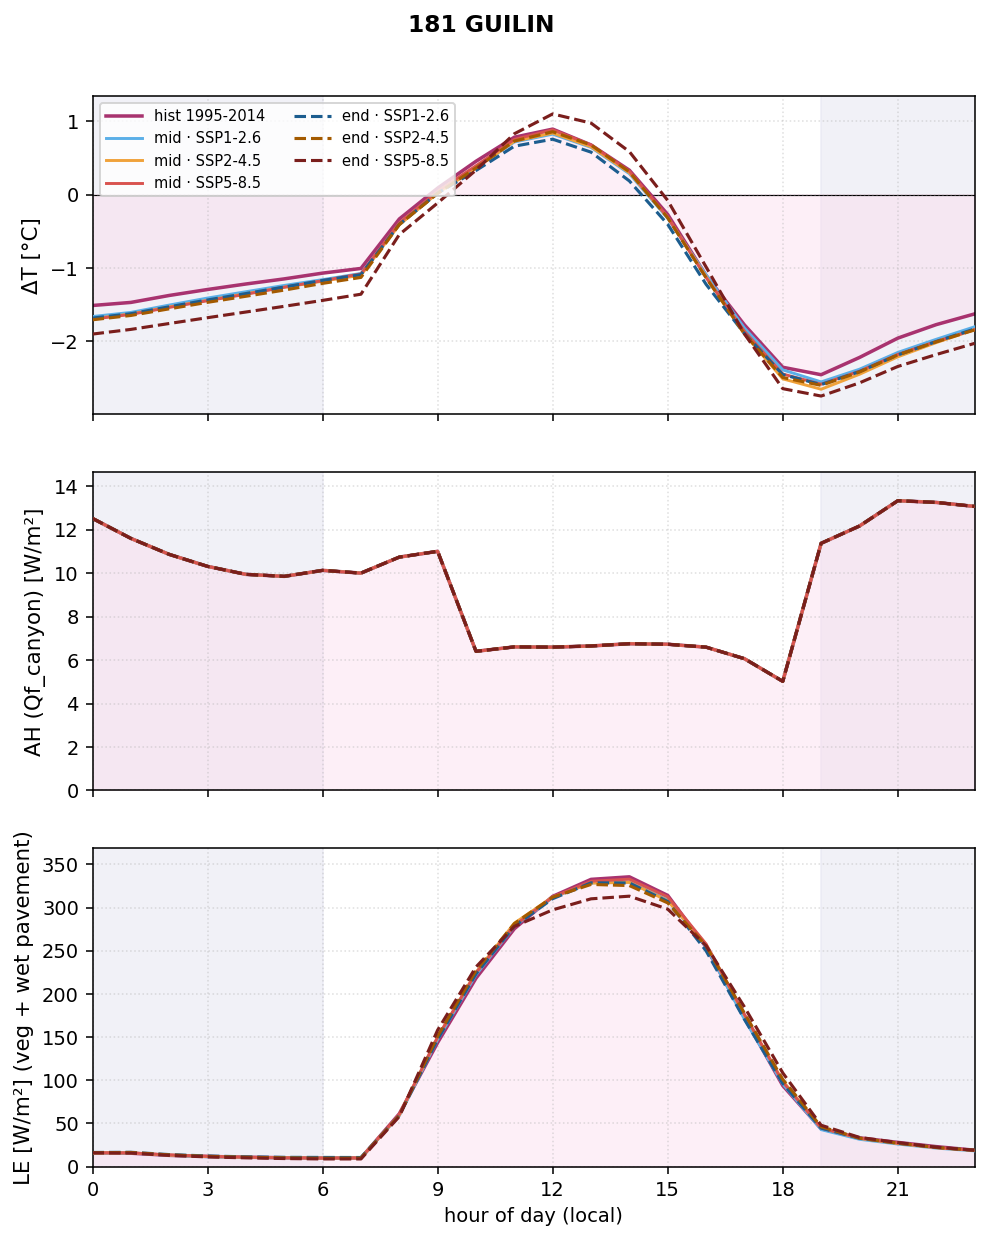 181 GUILIN
hist 1995-2014
mid · SSP1-2.6
mid · SSP2-4.5
mid · SSP5-8.5
end · SSP1-2.6
end · SSP2-4.5
end · SSP5-8.5
ΔT [°C]
1
0
−1
−2
AH (Qf_canyon) [W/m²]
14
12
10
8
6
4
2
0
LE [W/m²] (veg + wet pavement)
350
300
250
200
150
100
50
0
0 3 6 9 12 15 18 21
hour of day (local)